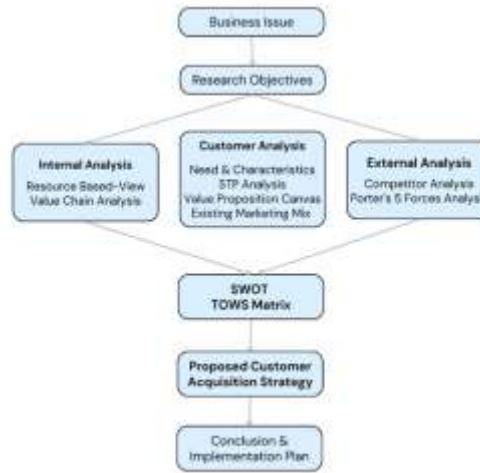 Business Issue
Research Objectives
Internal Analysis
Resource Based-View
Value Chain Analysis
Customer Analysis
Need & Characteristics
STP Analysis
Value Proposition Canvas
Existing Marketing Mix
External Analysis
Competitor Analysis
Porter's 5 Forces Analysis
SWOT
TOWS Matrix
Proposed Customer
Acquisition Strategy
Conclusion &
Implementation Plan